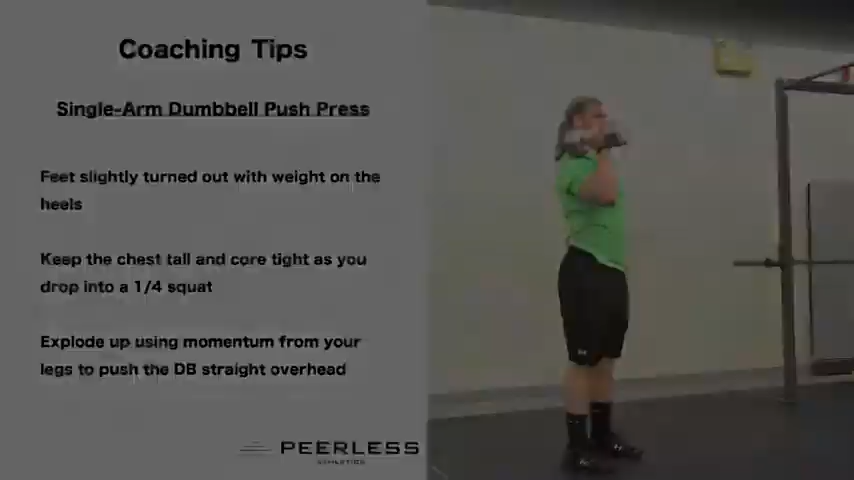 Coaching Tips
Single-Arm Dumbbell Push Press
Feet slightly turned out with weight on the
heels
Keep the chest tall and core tight as you
drop into a 1/4 squat
Explode up using momentum from your
legs to push the DB straight overhead
PEERLESS
ATHLETICS